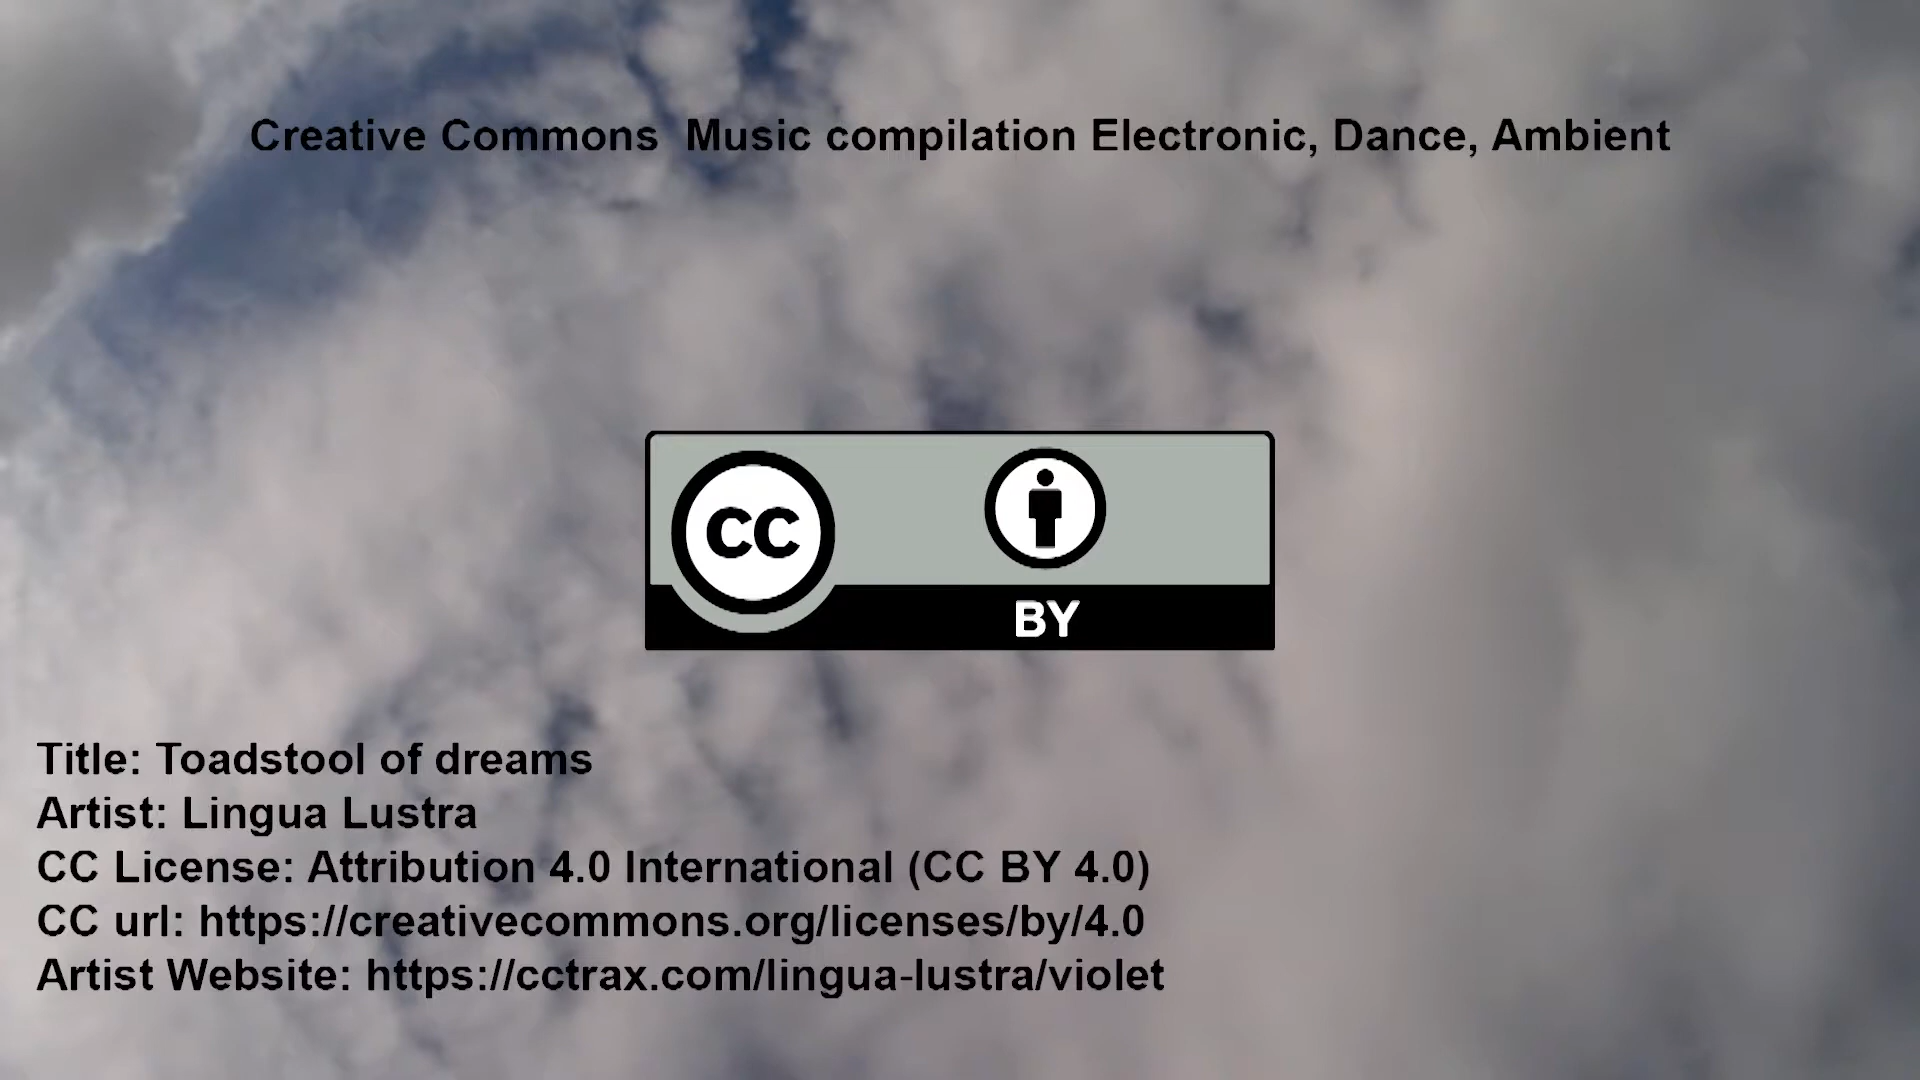 Creative Commons  Music compilation Electronic, Dance, Ambient
CC
BY
Title: Toadstool of dreams
Artist: Lingua Lustra
CC License: Attribution 4.0 International (CC BY 4.0)
CC url: https://creativecommons.org/licenses/by/4.0
Artist Website: https://cctrax.com/lingua-lustra/violet